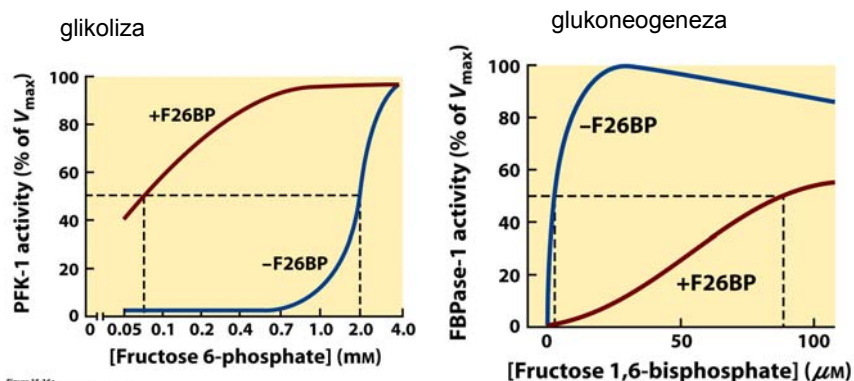 glikoliza
glukoneogeneza
PFK-1 activity (% of Vmax)
100
80
60
40
20
0
+F26BP
–F26BP
0 0.05 0.1 0.2 0.4 0.7 1.0 2.0 4.0
[Fructose 6-phosphate] (mM)
FBPase-1 activity (% of Vmax)
100
80
60
40
20
0
–F26BP
+F26BP
0 50 100
[Fructose 1,6-bisphosphate] (μM)